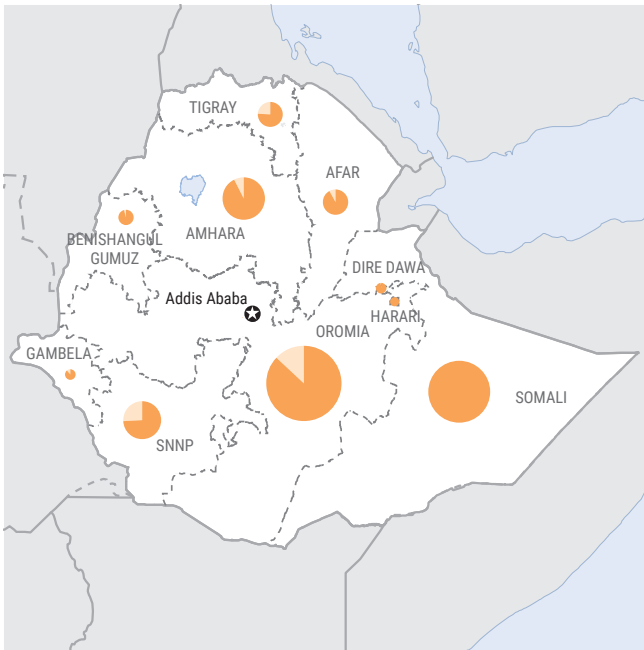 TIGRAY
AFAR
AMHARA
BENISHANGUL
GUMUZ
DIRE DAWA
Addis Ababa
HARARI
OROMIA
GAMBELA
SOMALI
SNNP